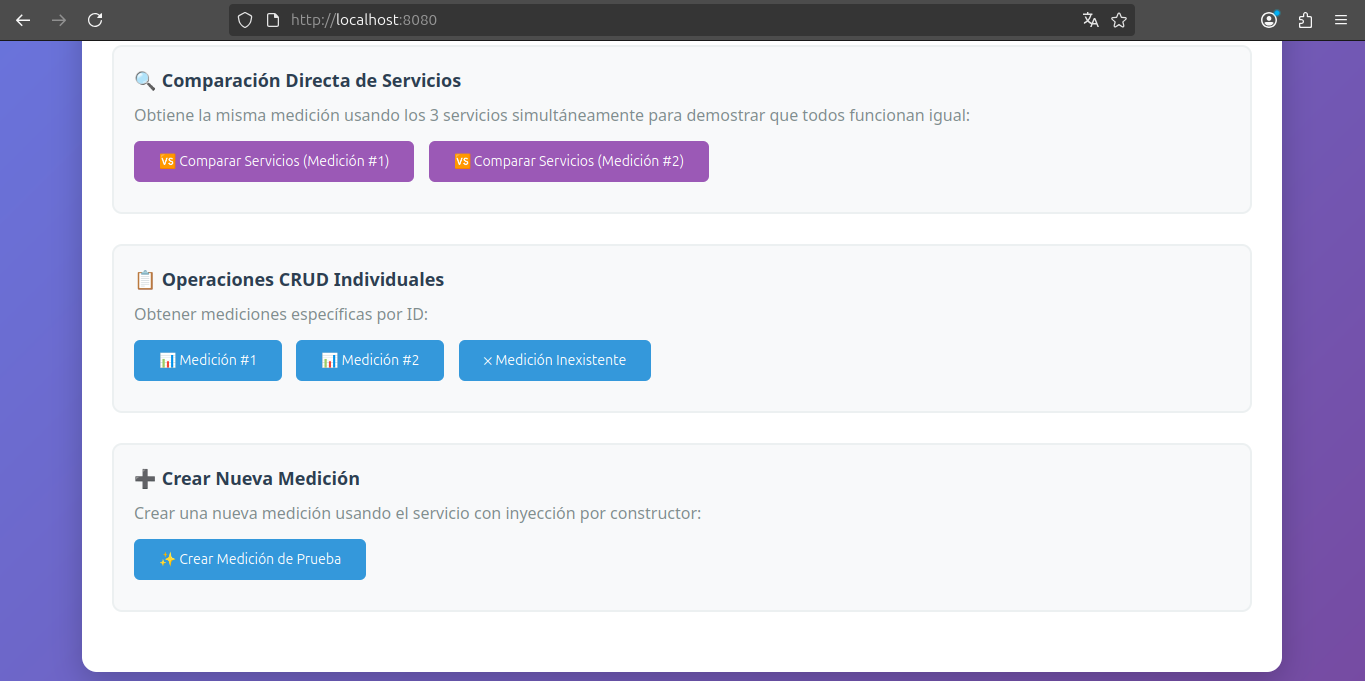 http://localhost:8080
🔍 Comparación Directa de Servicios
Obtiene la misma medición usando los 3 servicios simultáneamente para demostrar que todos funcionan igual:
🆚 Comparar Servicios (Medición #1)
🆚 Comparar Servicios (Medición #2)
📋 Operaciones CRUD Individuales
Obtener mediciones específicas por ID:
📊 Medición #1
📊 Medición #2
× Medición Inexistente
➕ Crear Nueva Medición
Crear una nueva medición usando el servicio con inyección por constructor:
✨ Crear Medición de Prueba